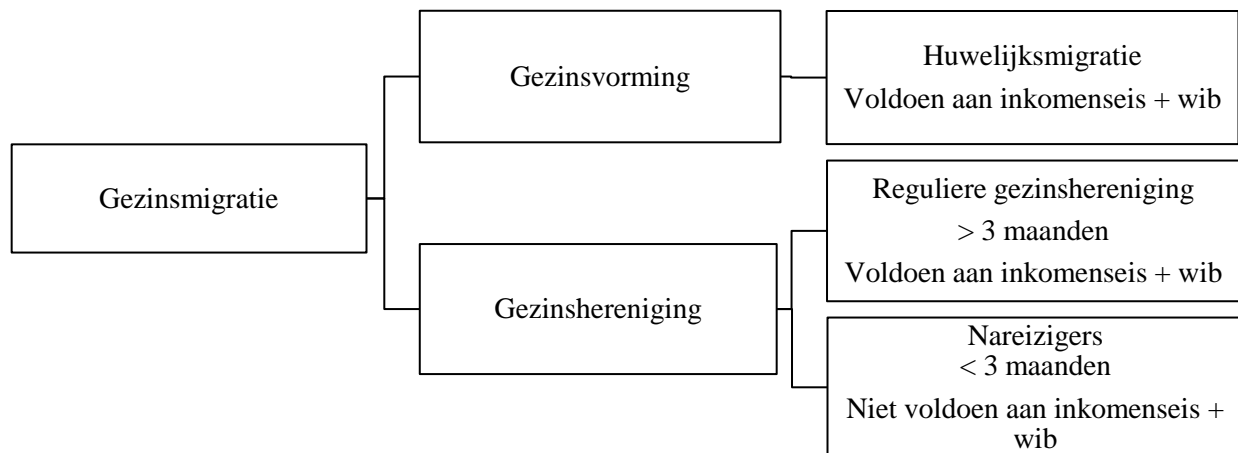 Gezinsmigratie
Gezinsvorming
Huwelijksmigratie
Voldoen aan inkomenseis + wib
Gezinshereniging
Reguliere gezinshereniging
> 3 maanden
Voldoen aan inkomenseis + wib
Nareizigers
< 3 maanden
Niet voldoen aan inkomenseis +
wib